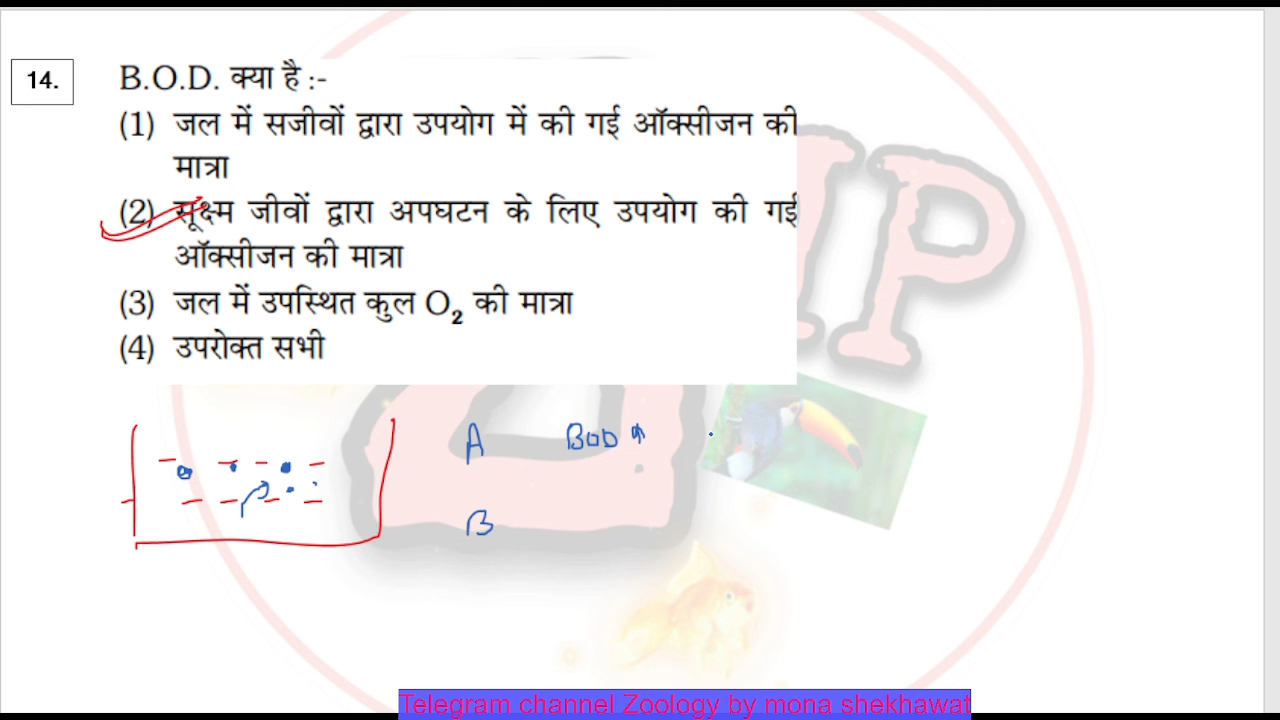 14.
B.O.D. क्या है :-
(1) जल में सजीवों द्वारा उपयोग में की गई ऑक्सीजन की
मात्रा
(2) सूक्ष्म जीवों द्वारा अपघटन के लिए उपयोग की गई
ऑक्सीजन की मात्रा
(3) जल में उपस्थित कुल O₂ की मात्रा
(4) उपरोक्त सभी
A BOD ↑
B
Telegram channel Zoology by mona shekhawat